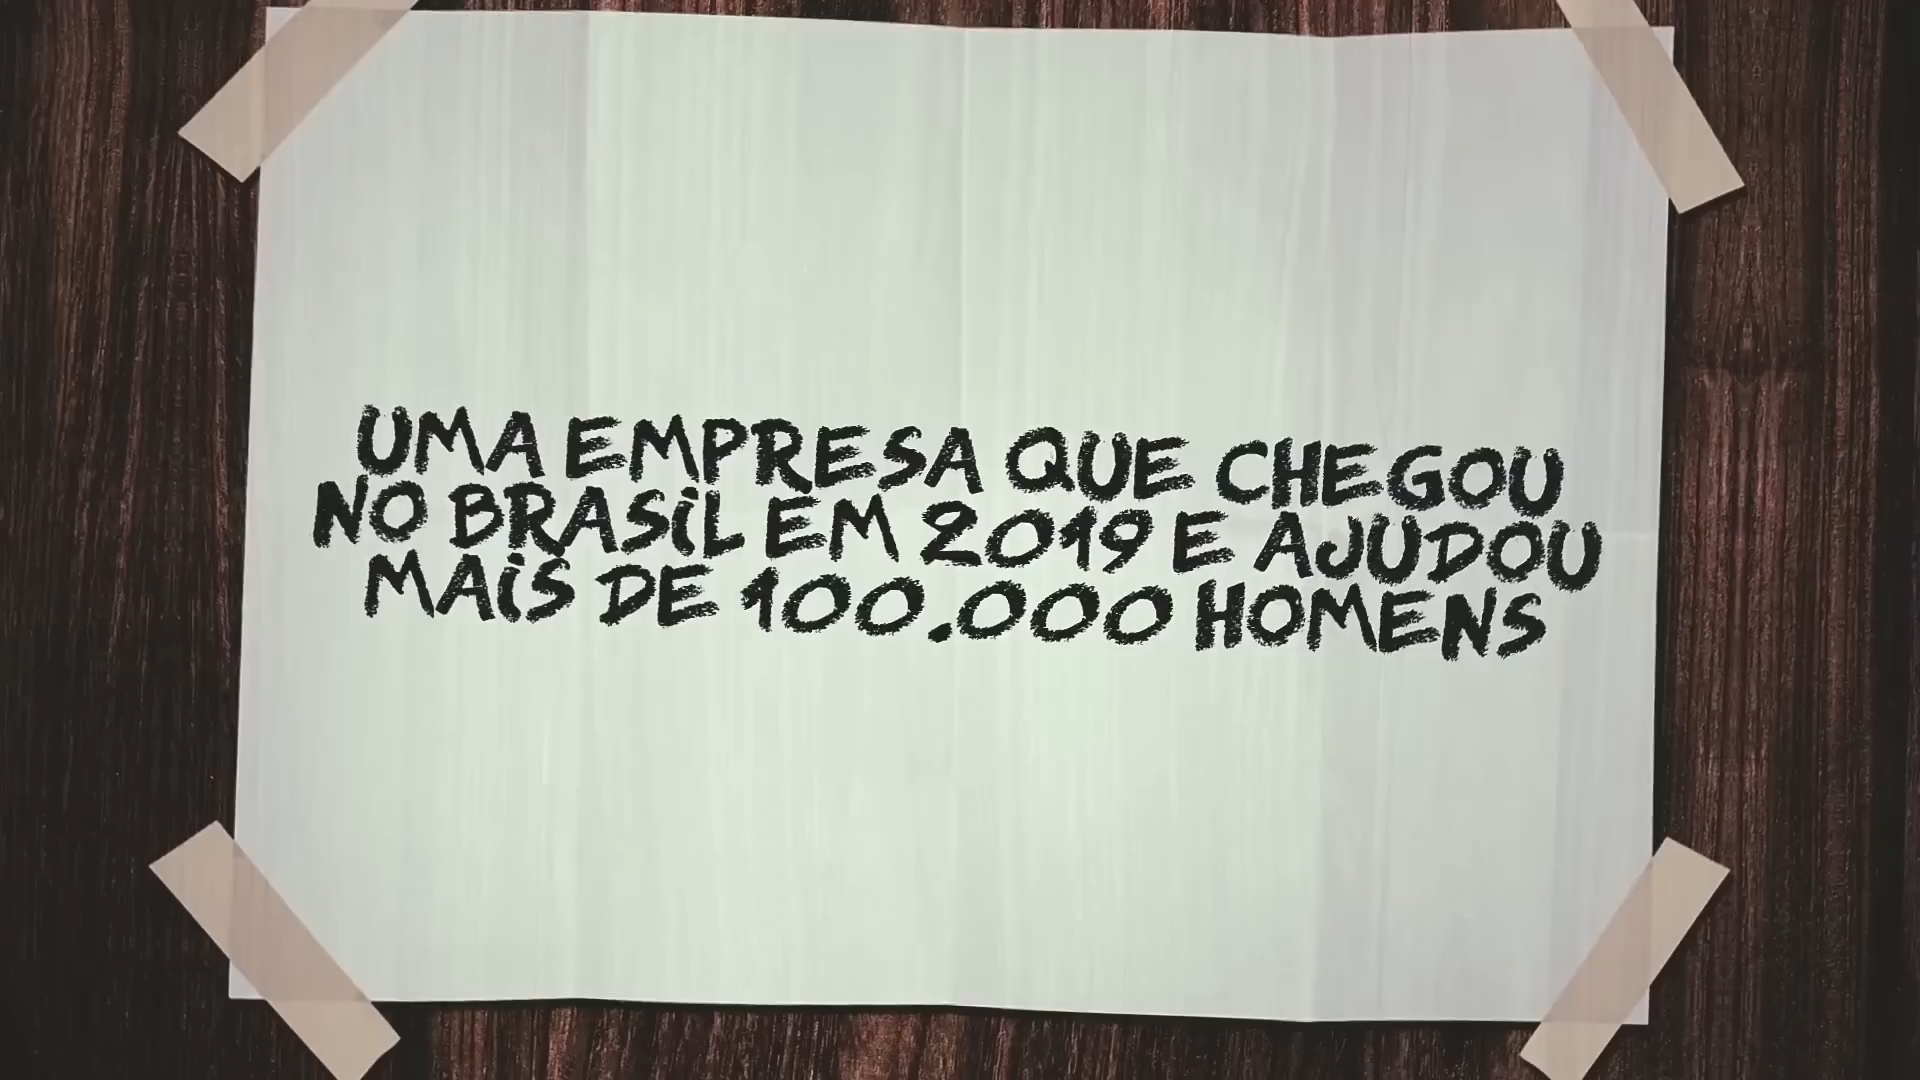 UMA EMPRESA QUE CHEGOU
NO BRASiL EM 2019 E AJUDOU
MAiS DE 100.000 HOMENS